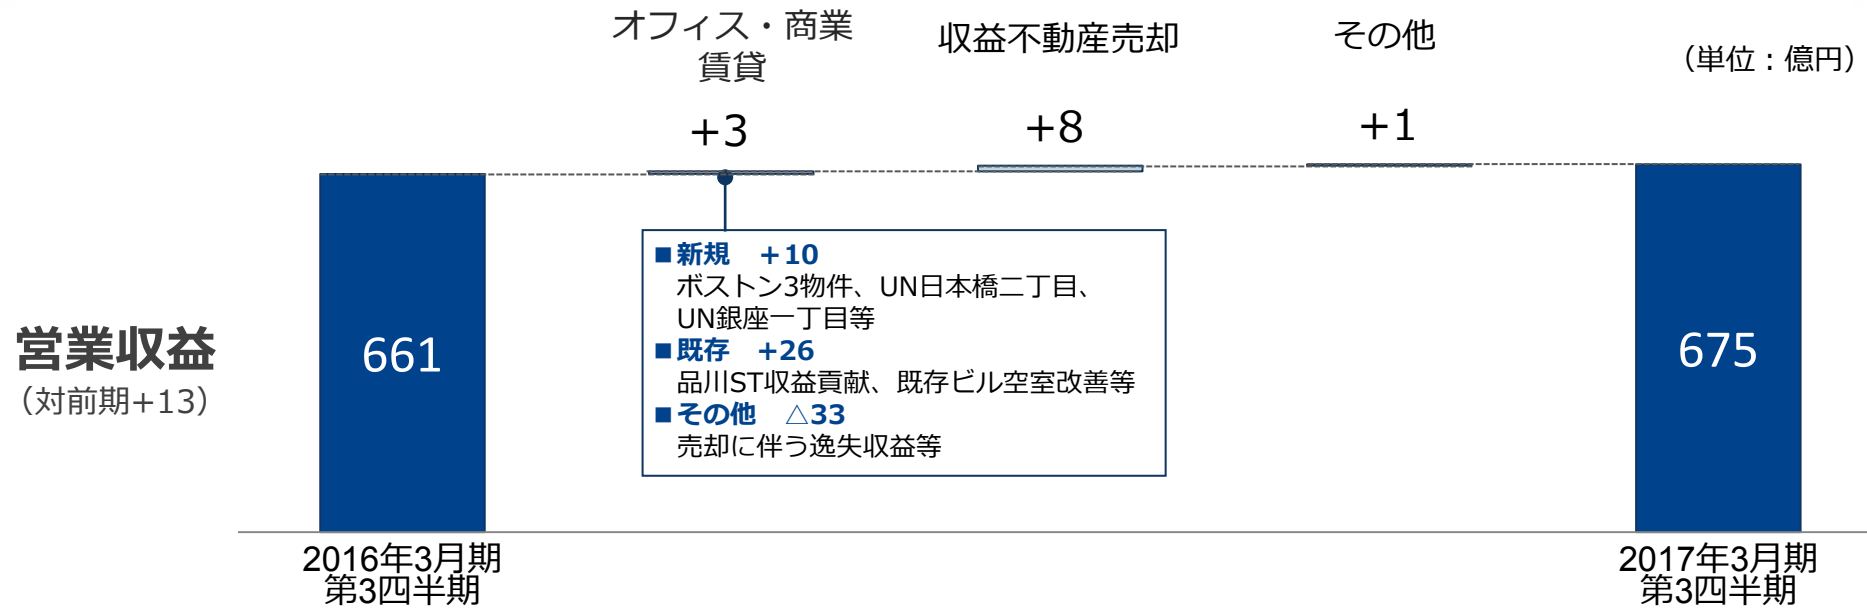 オフィス・商業
賃貸
収益不動産売却
その他
（単位：億円）
+3
+8
+1
■新規　+10
ボストン3物件、UN日本橋二丁目、
UN銀座一丁目等
■既存　+26
品川ST収益貢献、既存ビル空室改善等
■その他　△33
売却に伴う逸失収益等
営業収益
（対前期+13）
661
675
2016年3月期
第3四半期
2017年3月期
第3四半期